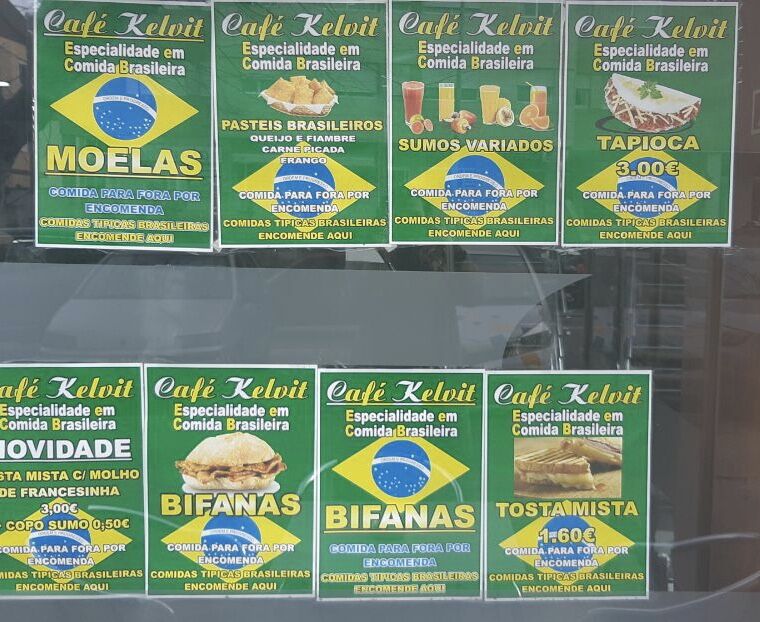 Café Kelvit
Especialidade em
Comida Brasileira
MOELAS
COMIDA PARA FORA POR
ENCOMENDA
COMIDAS TIPICAS BRASILEIRAS
ENCOMENDE AQUI
Café Kelvit
Especialidade em
Comida Brasileira
PASTEIS BRASILEIROS
QUEIJO E FIAMBRE
CARNE PICADA
FRANGO
COMIDA PARA FORA POR
ENCOMENDA
COMIDAS TIPICAS BRASILEIRAS
ENCOMENDE AQUI
Café Kelvit
Especialidade em
Comida Brasileira
SUMOS VARIADOS
COMIDA PARA FORA POR
ENCOMENDA
COMIDAS TIPICAS BRASILEIRAS
ENCOMENDE AQUI
Café Kelvit
Especialidade em
Comida Brasileira
TAPIOCA
3.00€
COMIDA PARA FORA POR
ENCOMENDA
COMIDAS TIPICAS BRASILEIRAS
ENCOMENDE AQUI
afé Kelvit
Especialidade em
Comida Brasileira
NOVIDADE
STA MISTA C/ MOLHO
DE FRANCESINHA
3,00€
+ COPO SUMO 0,50€
COMIDA PARA FORA POR
ENCOMENDA
MIDAS TIPICAS BRASILEIRAS
ENCOMENDE AQUI
Café Kelvit
Especialidade em
Comida Brasileira
BIFANAS
COMIDA PARA FORA POR
ENCOMENDA
COMIDAS TIPICAS BRASILEIRAS
ENCOMENDE AQUI
Café Kelvit
Especialidade em
Comida Brasileira
BIFANAS
COMIDA PARA FORA POR
ENCOMENDA
COMIDAS TIPICAS BRASILEIRAS
ENCOMENDE AQUI
Café Kelvit
Especialidade em
Comida Brasileira
TOSTA MISTA
1-60€
COMIDA PARA FORA POR
ENCOMENDA
COMIDAS TIPICAS BRASILEIRAS
ENCOMENDE AQUI